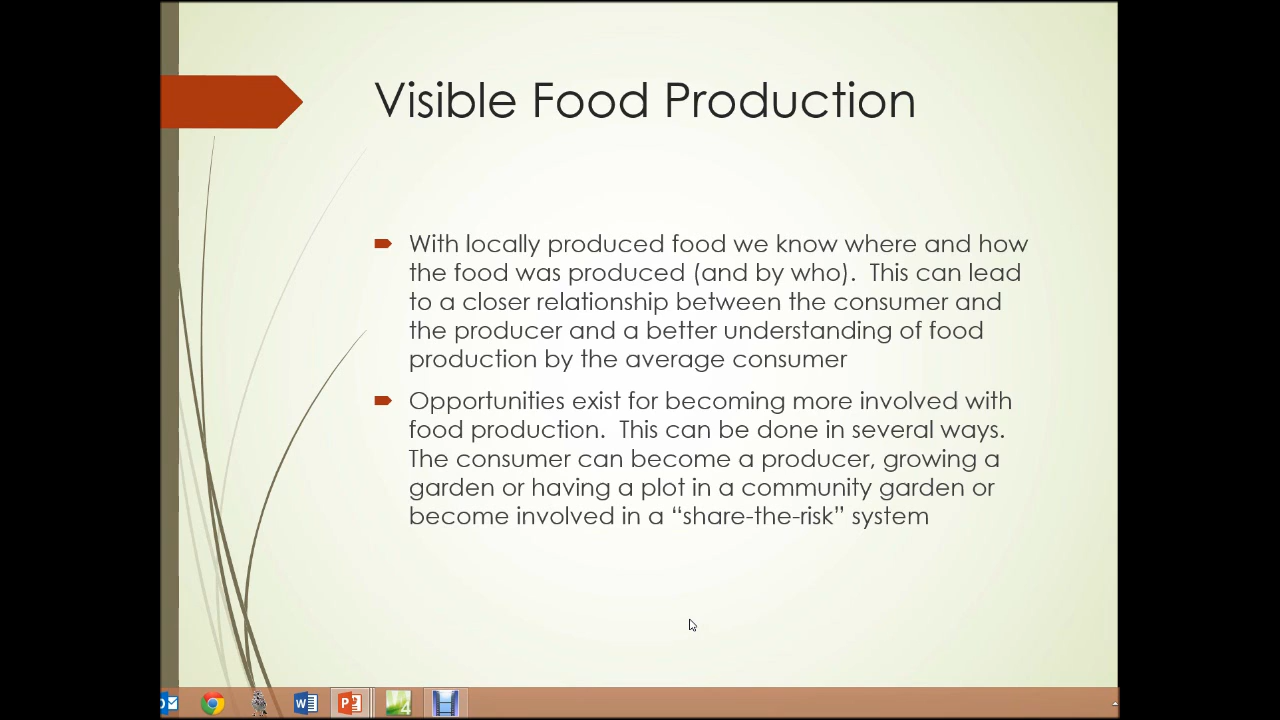 Visible Food Production
With locally produced food we know where and how
the food was produced (and by who).  This can lead
to a closer relationship between the consumer and
the producer and a better understanding of food
production by the average consumer
Opportunities exist for becoming more involved with
food production.  This can be done in several ways.
The consumer can become a producer, growing a
garden or having a plot in a community garden or
become involved in a “share-the-risk” system